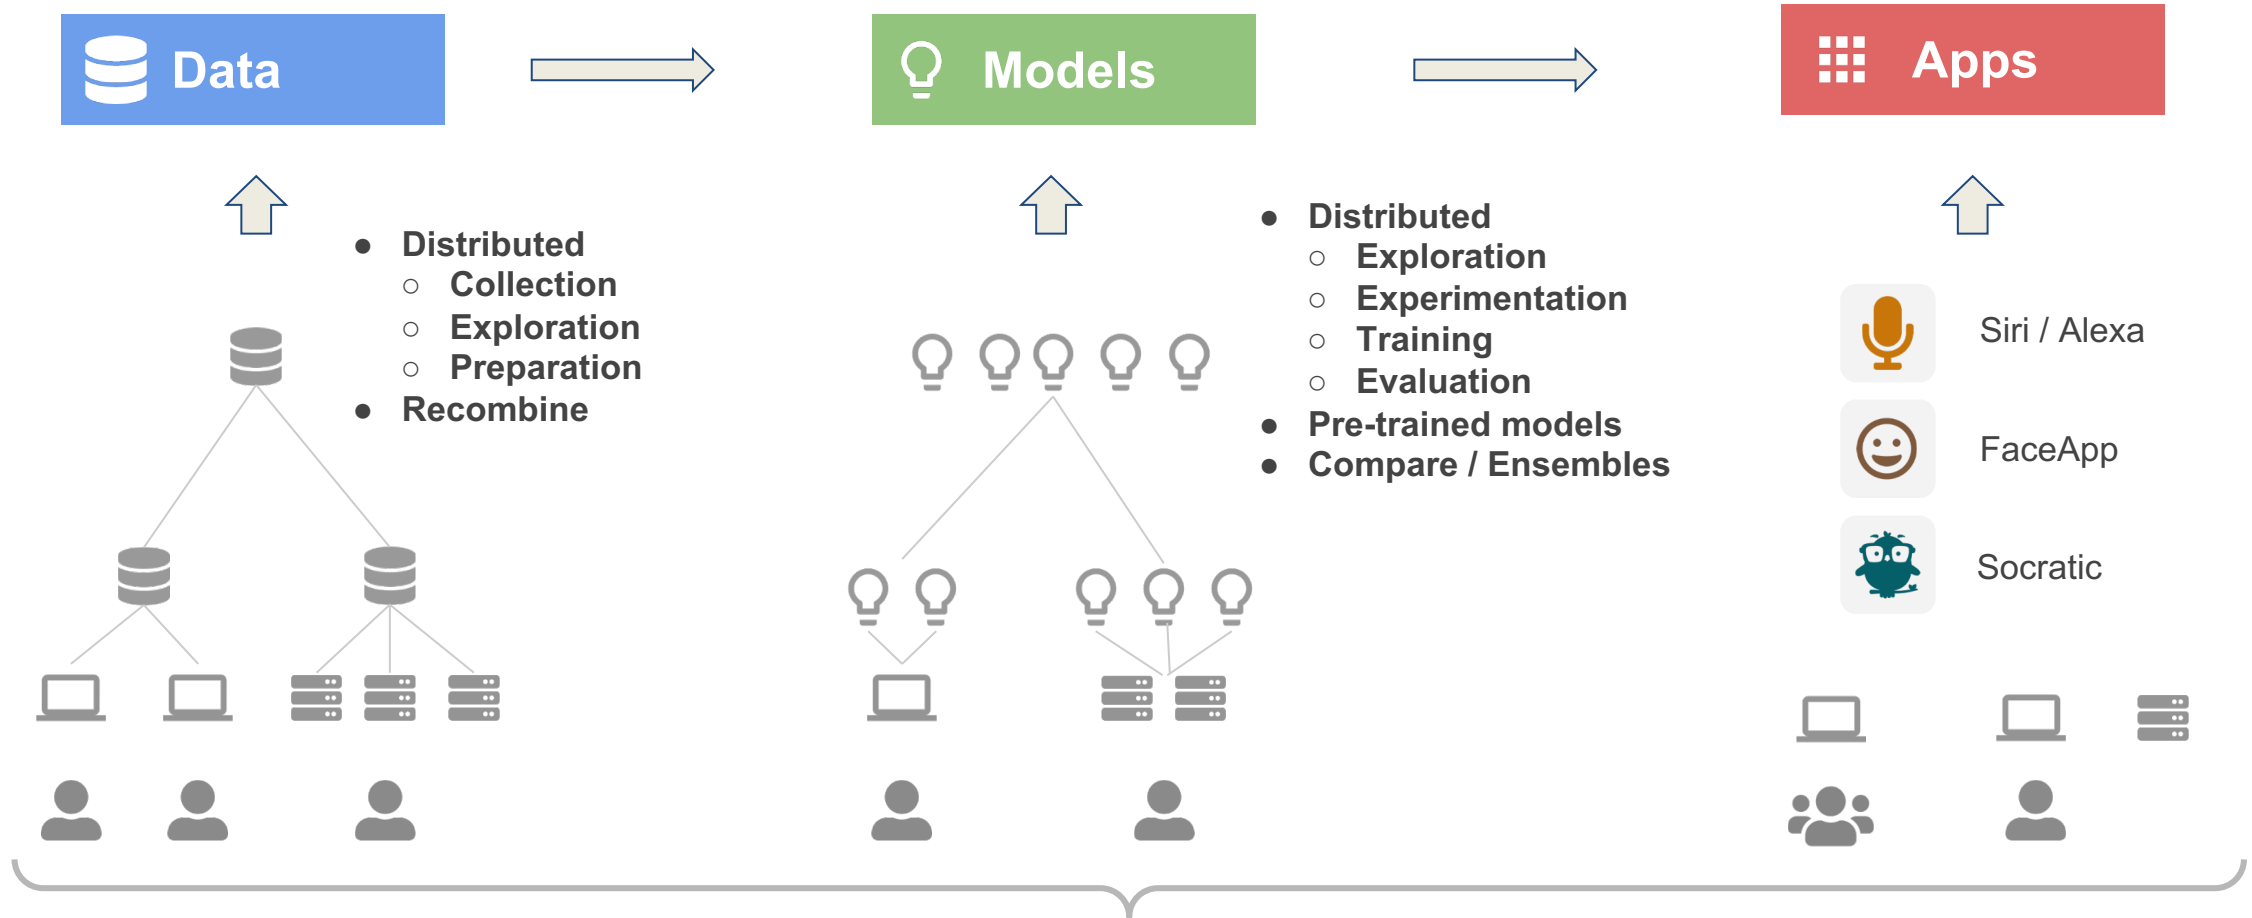 Data
Models
Apps
● Distributed
○ Collection
○ Exploration
○ Preparation
● Recombine
● Distributed
○ Exploration
○ Experimentation
○ Training
○ Evaluation
● Pre-trained models
● Compare / Ensembles
Siri / Alexa
FaceApp
Socratic